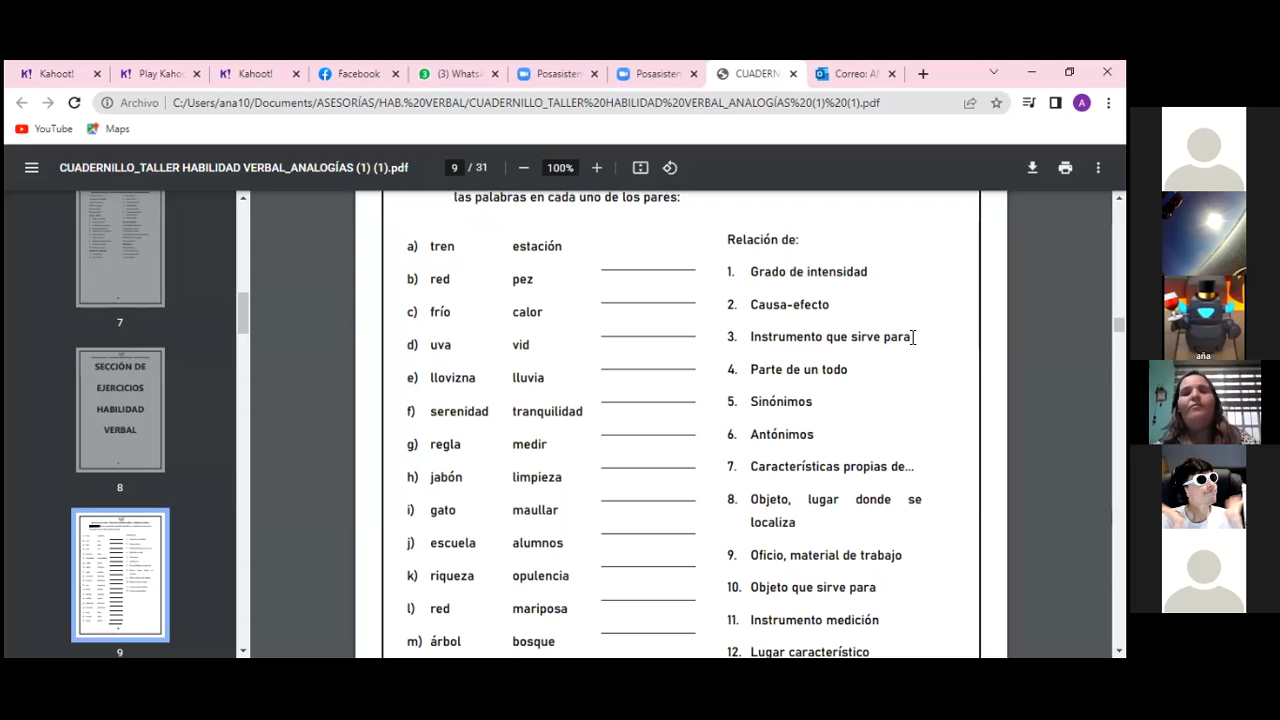 Kahoot!
Play Kaho
Kahoot!
Facebook
(3) Whats
Posasisten
Posasisten
CUADERN
Correo: A
Archivo
C:/Users/ana10/Documents/ASESORÍAS/HAB.%20VERBAL/CUADERNILLO_TALLER%20HABILIDAD%20VERBAL_ANALOGÍAS%20(1)%20(1).pdf
A
YouTube
Maps
CUADERNILLO_TALLER HABILIDAD VERBAL_ANALOGÍAS (1) (1).pdf
9 / 31
100%
7
SECCIÓN DE
EJERCICIOS
HABILIDAD
VERBAL
8
9
las palabras en cada uno de los pares:
a) tren estación
b) red pez
c) frío calor
d) uva vid
e) llovizna lluvia
f) serenidad tranquilidad
g) regla medir
h) jabón limpieza
i) gato maullar
j) escuela alumnos
k) riqueza opulencia
l) red mariposa
m) árbol bosque
Relación de:
1. Grado de intensidad
2. Causa-efecto
3. Instrumento que sirve para
4. Parte de un todo
5. Sinónimos
6. Antónimos
7. Características propias de...
8. Objeto, lugar donde se
localiza
9. Oficio, material de trabajo
10. Objeto que sirve para
11. Instrumento medición
12. Lugar característico
aña